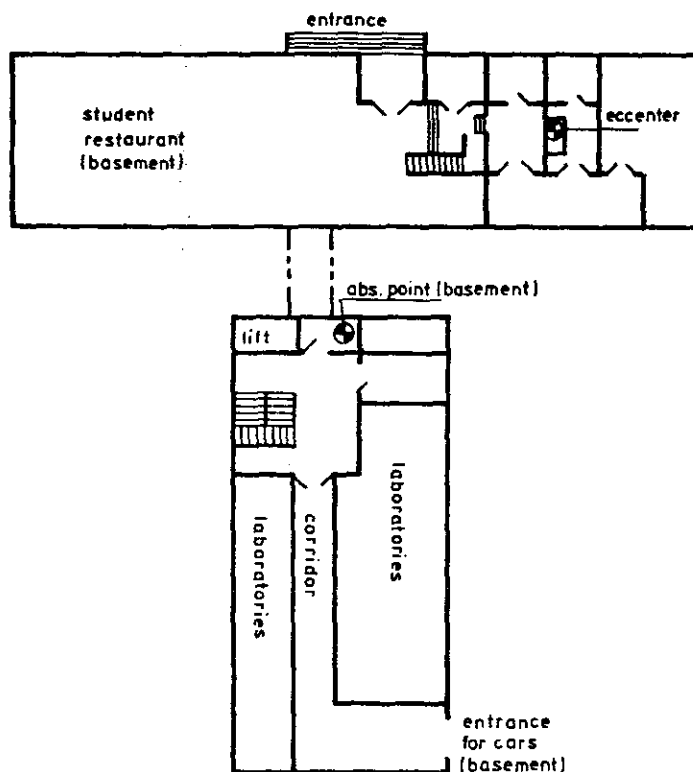 entrance
student
restaurant
(basement)
eccenter
abs. point (basement)
lift
laboratories
corridor
laboratories
entrance
for cars
(basement)